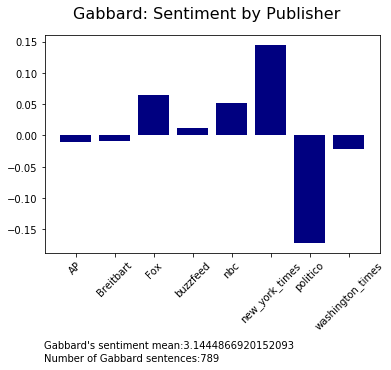 Gabbard: Sentiment by Publisher
0.15
0.10
0.05
0.00
−0.05
−0.10
−0.15
AP
Breitbart
Fox
buzzfeed
nbc
new_york_times
politico
washington_times
Gabbard's sentiment mean:3.1444866920152093
Number of Gabbard sentences:789